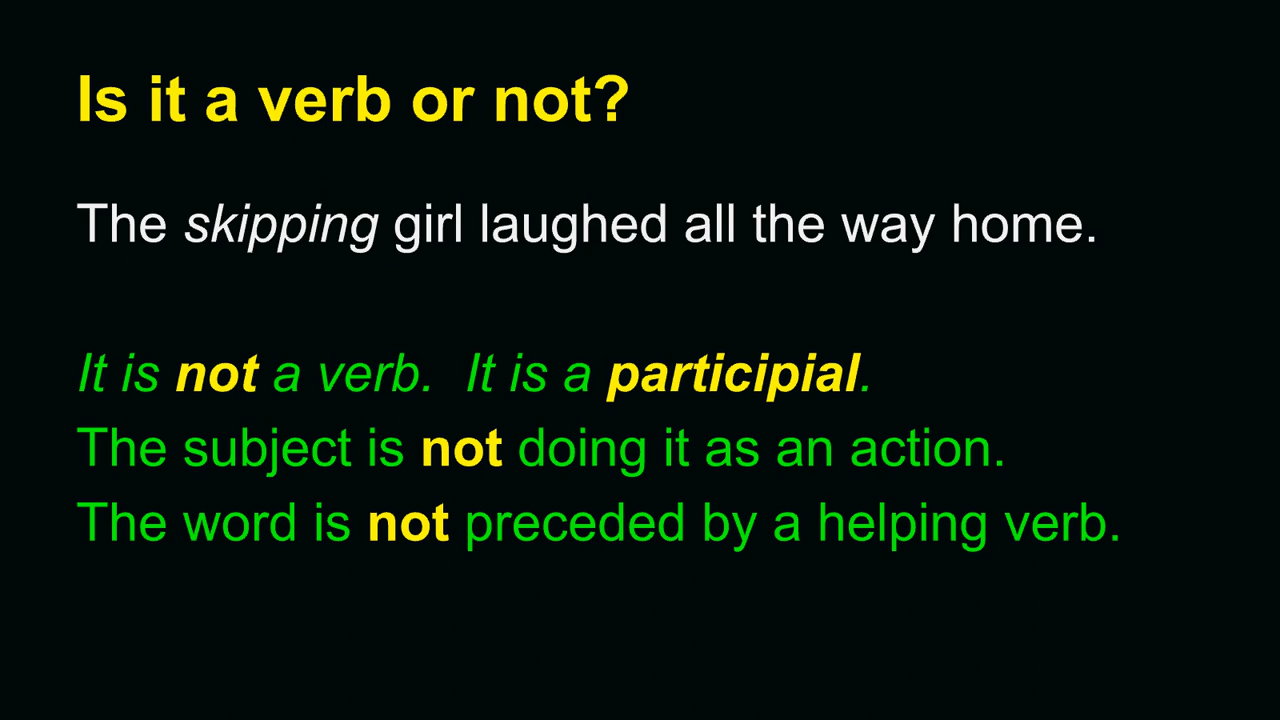 Is it a verb or not?
The skipping girl laughed all the way home.
It is not a verb.  It is a participial.
The subject is not doing it as an action.
The word is not preceded by a helping verb.